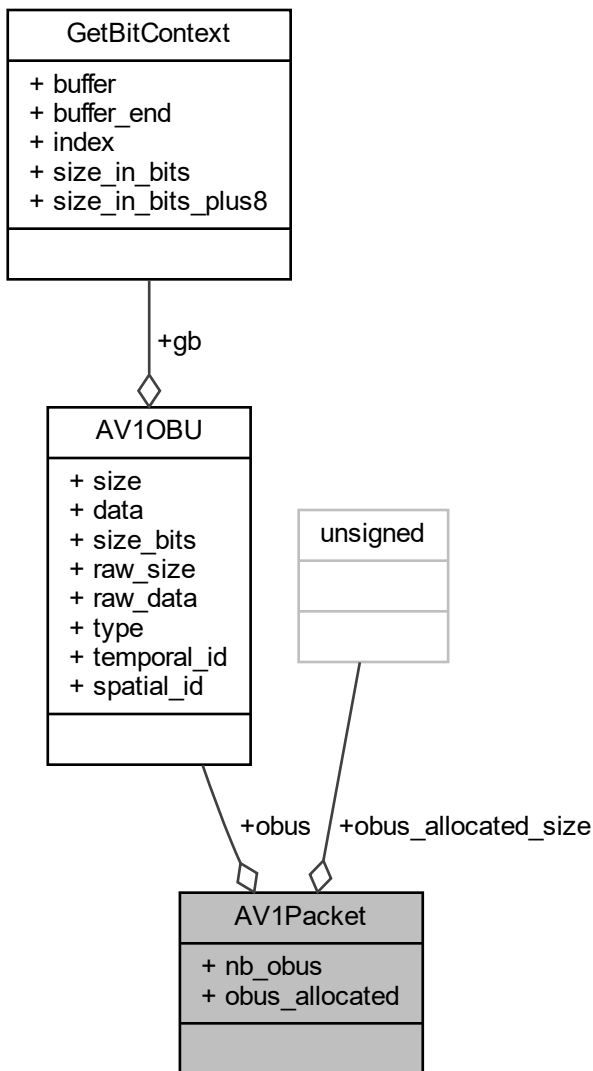 GetBitContext
+ buffer
+ buffer_end
+ index
+ size_in_bits
+ size_in_bits_plus8
+gb
AV1OBU
+ size
+ data
+ size_bits
+ raw_size
+ raw_data
+ type
+ temporal_id
+ spatial_id
unsigned
+obus
+obus_allocated_size
AV1Packet
+ nb_obus
+ obus_allocated